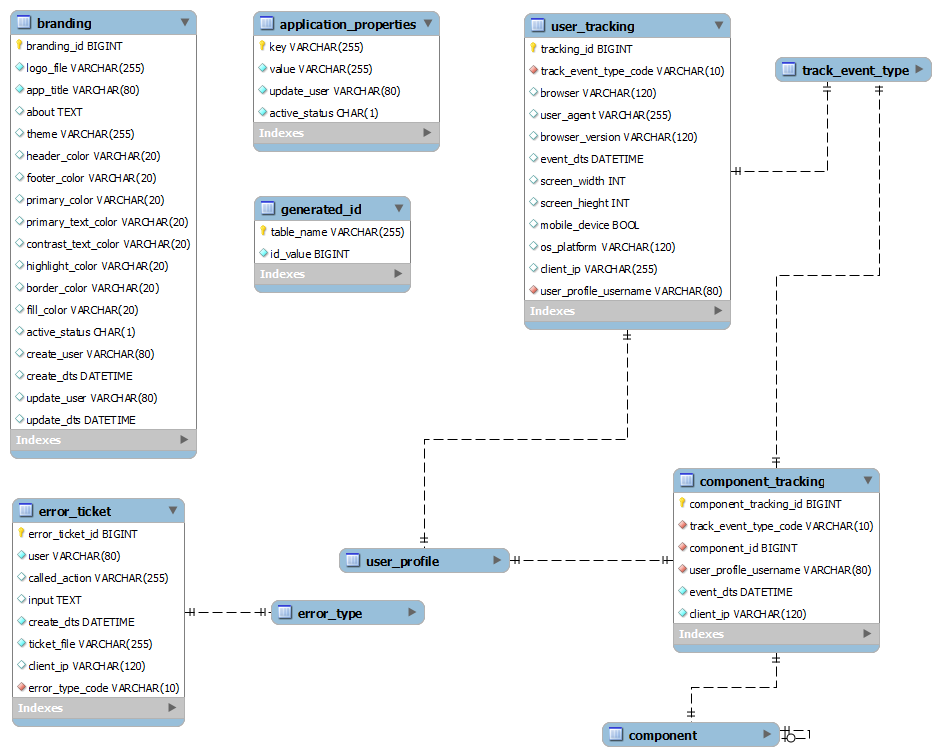 branding
branding_id BIGINT
logo_file VARCHAR(255)
app_title VARCHAR(80)
about TEXT
theme VARCHAR(255)
header_color VARCHAR(20)
footer_color VARCHAR(20)
primary_color VARCHAR(20)
primary_text_color VARCHAR(20)
contrast_text_color VARCHAR(20)
highlight_color VARCHAR(20)
border_color VARCHAR(20)
fill_color VARCHAR(20)
active_status CHAR(1)
create_user VARCHAR(80)
create_dts DATETIME
update_user VARCHAR(80)
update_dts DATETIME
Indexes
application_properties
key VARCHAR(255)
value VARCHAR(255)
update_user VARCHAR(80)
active_status CHAR(1)
Indexes
generated_id
table_name VARCHAR(255)
id_value BIGINT
Indexes
user_tracking
tracking_id BIGINT
track_event_type_code VARCHAR(10)
browser VARCHAR(120)
user_agent VARCHAR(255)
browser_version VARCHAR(120)
event_dts DATETIME
screen_width INT
screen_hieght INT
mobile_device BOOL
os_platform VARCHAR(120)
client_ip VARCHAR(255)
user_profile_username VARCHAR(80)
Indexes
track_event_type
error_ticket
error_ticket_id BIGINT
user VARCHAR(80)
called_action VARCHAR(255)
input TEXT
create_dts DATETIME
ticket_file VARCHAR(255)
client_ip VARCHAR(120)
error_type_code VARCHAR(10)
Indexes
user_profile
error_type
component_tracking
component_tracking_id BIGINT
track_event_type_code VARCHAR(10)
component_id BIGINT
user_profile_username VARCHAR(80)
event_dts DATETIME
client_ip VARCHAR(120)
Indexes
component